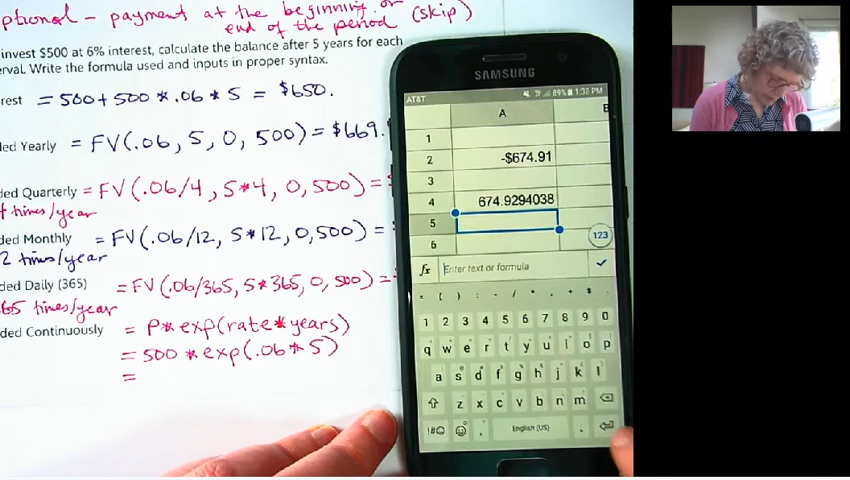 ptional - payment at the beginning or
end of the period (skip)
invest $500 at 6% interest, calculate the balance after 5 years for each
erval. Write the formula used and inputs in proper syntax.
rest = 500 + 500 * .06 * 5 = $650.
ed Yearly = FV(.06, 5, 0, 500) = $669.
ded Quarterly = FV(.06/4, 5*4, 0, 500) =
times/year
ded Monthly = FV(.06/12, 5*12, 0, 500) =
2 times/year
ded Daily (365) = FV(.06/365, 5*365, 0, 500) =
65 times/year
ded Continuously = P * exp(rate * years)
= 500 * exp(.06 * 5)
=
SAMSUNG
AT&T 89% 1:38 PM
A
1
2 -$674.91
3
4 674.9294038
5
6
123
fx Enter text or formula
= ( ) : - / * , + $
1 2 3 4 5 6 7 8 9 0
q w e r t y u i o p
a s d f g h j k l
z x c v b n m
!#☺ , English (US) .